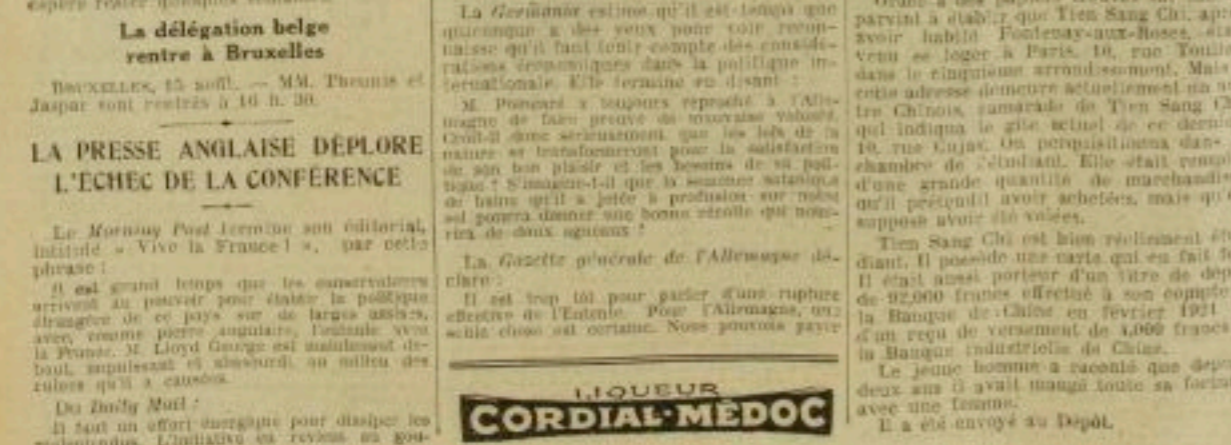 La délégation belge
rentre à Bruxelles
BRUXELLES, 15 août. — MM. Theunis et
Jaspar sont rentrés à 16 h. 30.
LA PRESSE ANGLAISE DÉPLORE
L'ÉCHEC DE LA CONFÉRENCE
Le Morning Post termine son éditorial,
intitulé « Vive la France ! », par cette
phrase :
Il est grand temps que les conservateurs
arrivent au pouvoir pour établir la politique
étrangère de ce pays sur de larges assises,
avec, comme pierre angulaire, l'entente avec
la France. M. Lloyd George est maintenant de-
bout, impuissant et abasourdi, au milieu des
ruines qu'il a causées.
Du Daily Mail :
Il faut un effort énergique pour dissiper les
malentendus. L'initiative en revient au gou-
La Germania estime qu'il est temps que
quiconque a des yeux pour voir recon-
naisse qu'il faut tenir compte des considé-
rations économiques dans la politique in-
ternationale. Elle termine en disant :
M. Poincaré a toujours reproché à l'Alle-
magne de faire preuve de mauvaise volonté.
Croit-il donc sérieusement que les lois de la
nature se transformeront pour la satisfaction
de son bon plaisir et les besoins de sa poli-
tique ? S'imagine-t-il que la semence satanique
de haine qu'il a jetée à profusion sur notre
sol pourra donner une bonne récolte qui nour-
rira de doux agneaux ?
La Gazette générale de l'Allemagne dé-
clare :
Il est trop tôt pour parler d'une rupture
effective de l'Entente. Pour l'Allemagne, une
seule chose est certaine. Nous pouvons payer
LIQUEUR
CORDIAL-MÉDOC
parvint à établir que Tien Sang Chi, apr
avoir habité Fontenay-aux-Roses, éta
venu se loger à Paris, 10, rue Toulli
dans le cinquième arrondissement. Mais
cette adresse demeure actuellement un a
tre Chinois, camarade de Tien Sang C
qui indiqua le gîte actuel de ce derni
10, rue Cujas. On perquisitionna dans
chambre de l'étudiant. Elle était remp
d'une grande quantité de marchandis
qu'il prétendit avoir achetées, mais qu'
suppose avoir été volées.
Tien Sang Chi est bien réellement étu
diant. Il possède une carte qui en fait fo
Il était aussi porteur d'un titre de dép
de 92,000 francs effectué à son compte
la Banque de Chine en février 1921
d'un reçu de versement de 4,000 francs
la Banque industrielle de Chine.
Le jeune homme a raconté que dep
deux ans il avait mangé toute sa fortu
avec une femme.
Il a été envoyé au Dépôt.